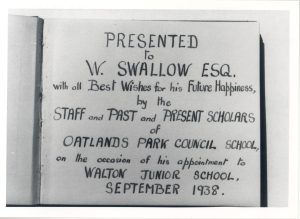 PRESENTED
to
W. SWALLOW ESQ.
with all Best Wishes for his Future Happiness,
by the
STAFF and PAST and PRESENT SCHOLARS
of
OATLANDS PARK COUNCIL SCHOOL,
on the occasion of his appointment to
WALTON JUNIOR SCHOOL,
SEPTEMBER 1938.